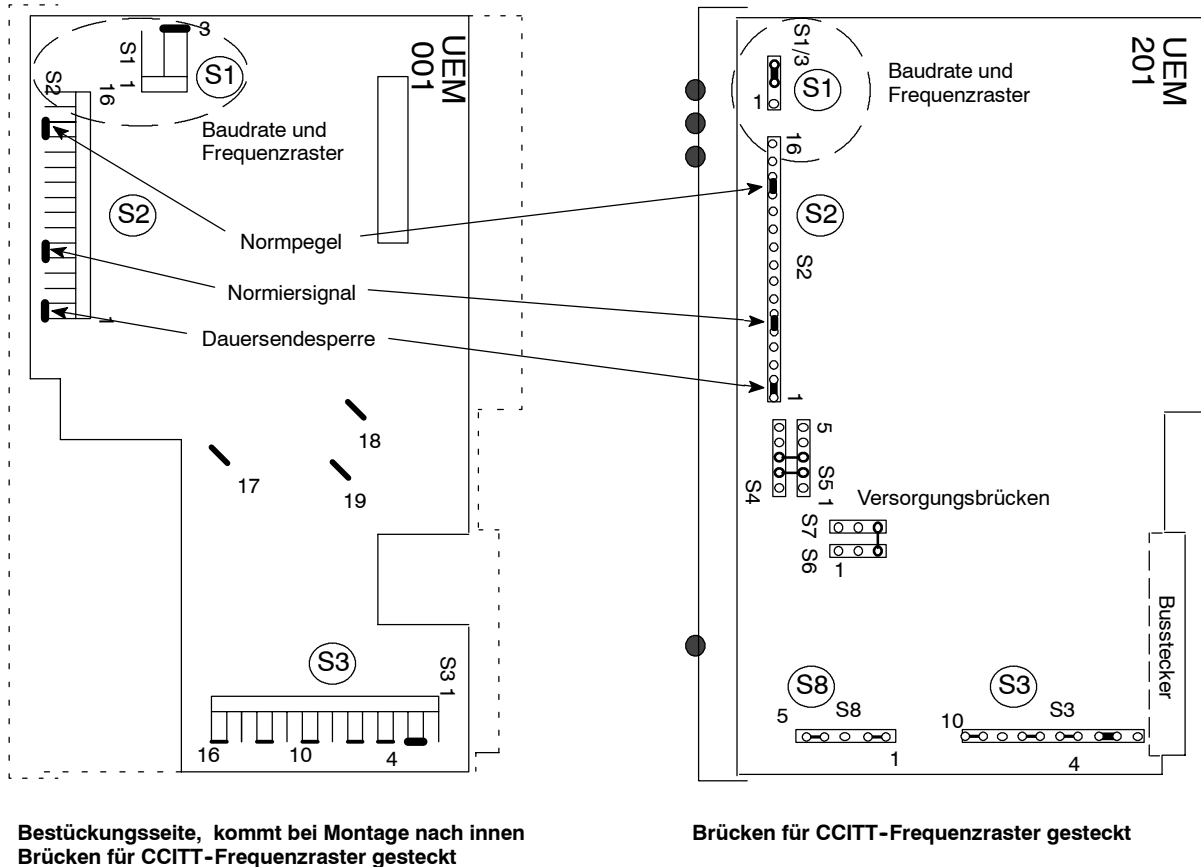 3
S1
1
S1
UEM
001
S2
16
Baudrate und
Frequenzraster
S2
Normpegel
Normiersignal
Dauersendesperre
1
18
17
19
S3
S3
1
16
10
4
S1/3
1
S1
Baudrate und
Frequenzraster
UEM
201
16
S2
S2
1
5
S4
S5
1
Versorgungsbrücken
S7
S6
1
Busstecker
S8
S8
5
1
S3
S3
10
4
Bestückungsseite, kommt bei Montage nach innen
Brücken für CCITT-Frequenzraster gesteckt
Brücken für CCITT-Frequenzraster gesteckt